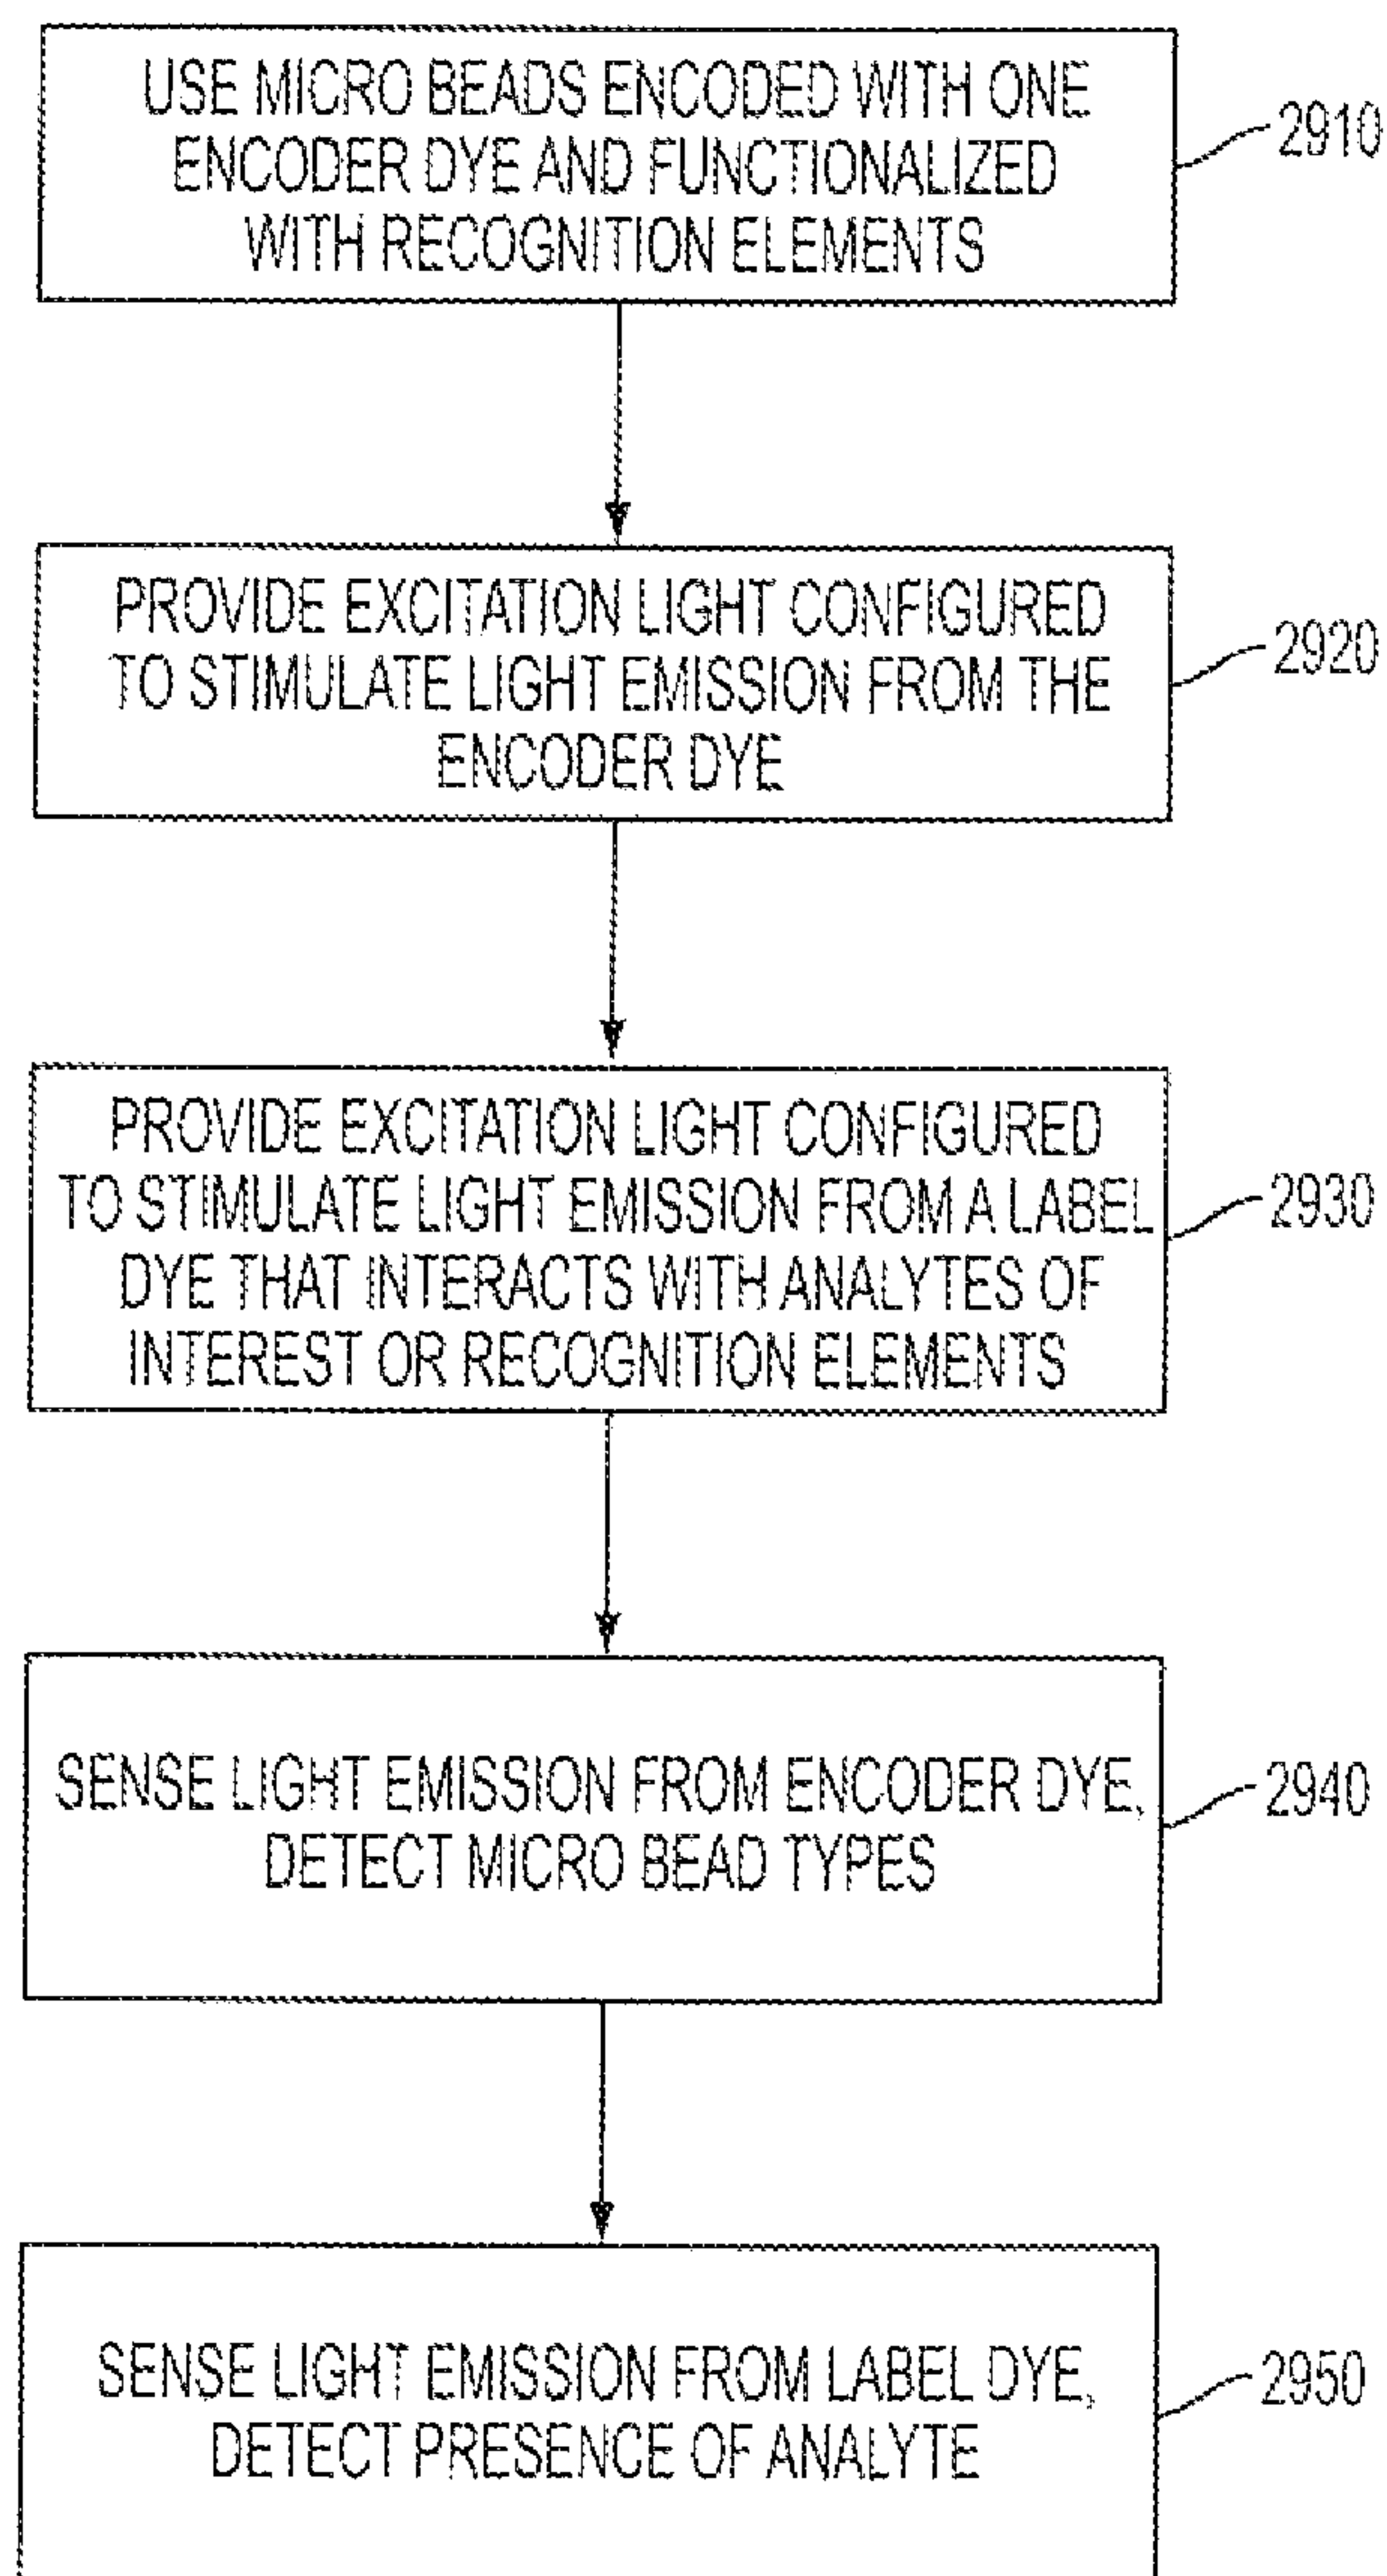 USE MICRO BEADS ENCODED WITH ONE
ENCODER DYE AND FUNCTIONALIZED
WITH RECOGNITION ELEMENTS
2910
PROVIDE EXCITATION LIGHT CONFIGURED
TO STIMULATE LIGHT EMISSION FROM THE
ENCODER DYE
2920
PROVIDE EXCITATION LIGHT CONFIGURED
TO STIMULATE LIGHT EMISSION FROM A LABEL
DYE THAT INTERACTS WITH ANALYTES OF
INTEREST OR RECOGNITION ELEMENTS
2930
SENSE LIGHT EMISSION FROM ENCODER DYE,
DETECT MICRO BEAD TYPES
2940
SENSE LIGHT EMISSION FROM LABEL DYE,
DETECT PRESENCE OF ANALYTE
2950